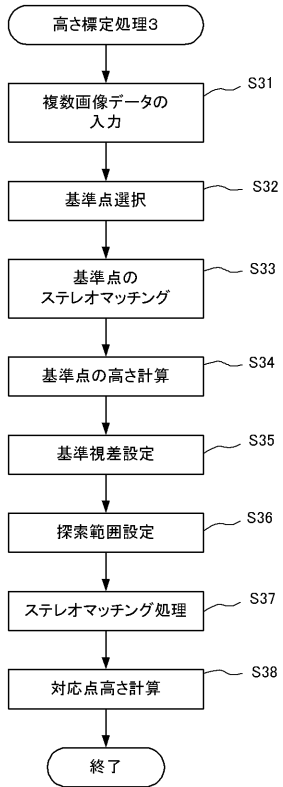 高さ標定処理3
S31
複数画像データの
入力
S32
基準点選択
S33
基準点の
ステレオマッチング
S34
基準点の高さ計算
S35
基準視差設定
S36
探索範囲設定
S37
ステレオマッチング処理
S38
対応点高さ計算
終了